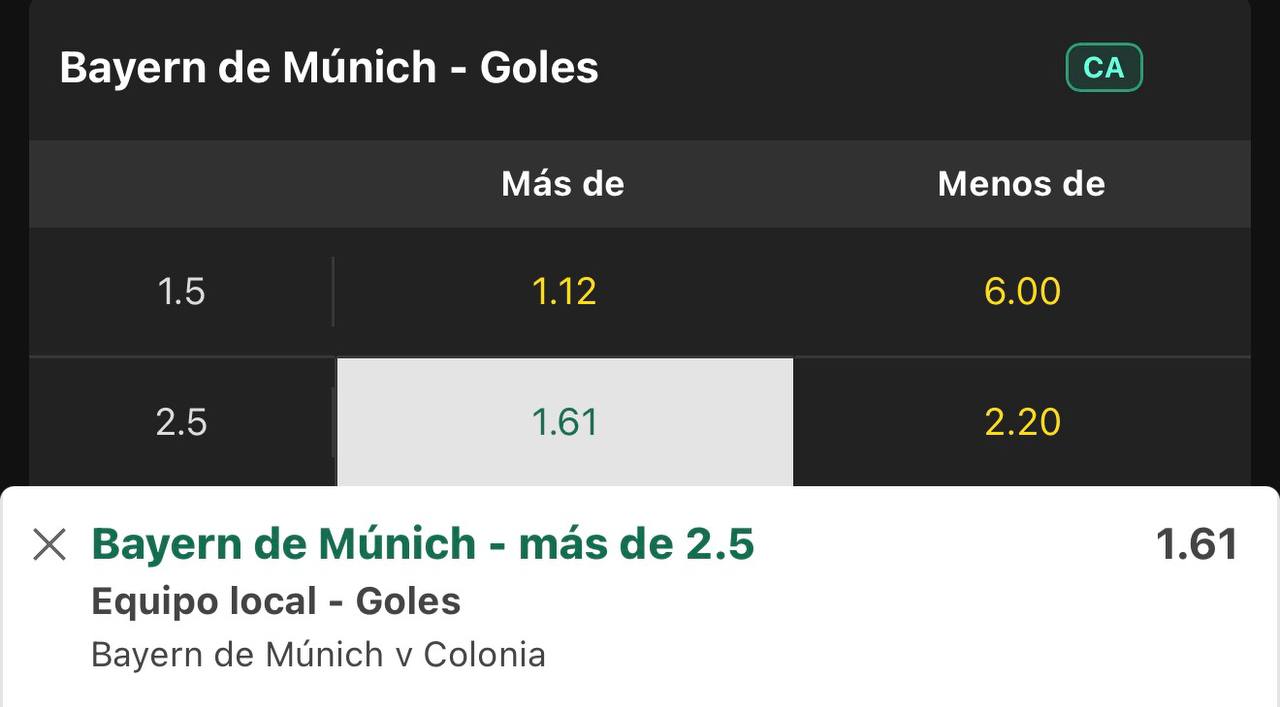 Bayern de Múnich - Goles CA
Más de Menos de
1.5 1.12 6.00
2.5 1.61 2.20
Bayern de Múnich - más de 2.5 1.61
Equipo local - Goles
Bayern de Múnich v Colonia